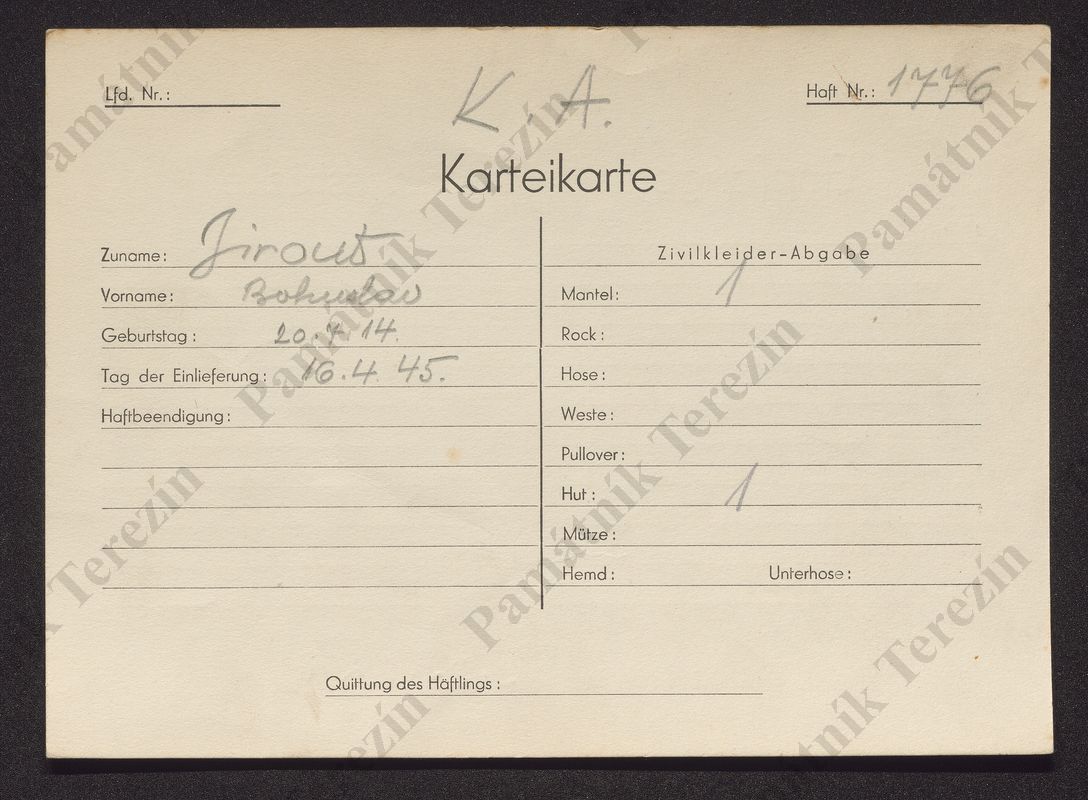 K. A.
Lfd. Nr.:
Haft Nr.: 1776
Karteikarte
Zuname: Jirout
Vorname: Bohuslav
Geburtstag: 20.4.14.
Tag der Einlieferung: 16.4.45.
Haftbeendigung:
Zivilkleider-Abgabe
Mantel: 1
Rock:
Hose:
Weste:
Pullover:
Hut: 1
Mütze:
Hemd: Unterhose:
Quittung des Häftlings:
Památník Terezín